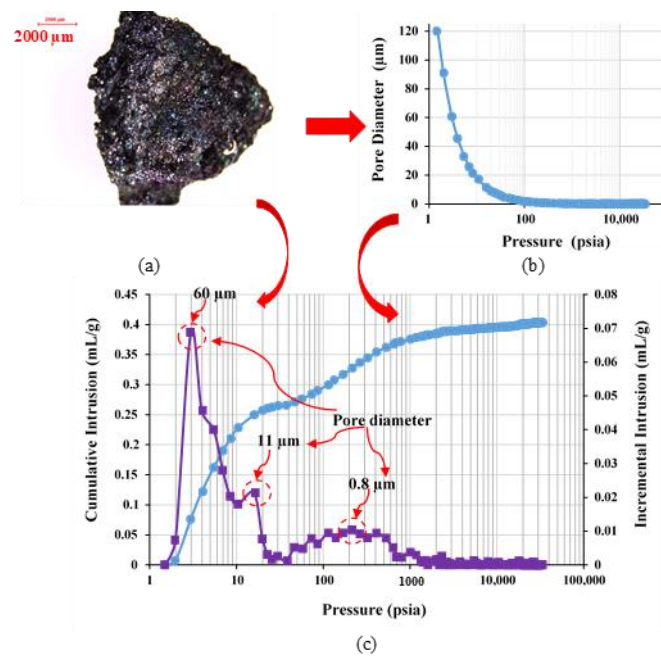 2000 μm
2000 μm
(a)
Pore Diameter (μm)
120
100
80
60
40
20
0
1
100
10,000
Pressure (psia)
(b)
Cumulative Intrusion (mL/g)
0.45
0.4
0.35
0.3
0.25
0.2
0.15
0.1
0.05
0
60 μm
Pore diameter
11 μm
0.8 μm
0.08
0.07
0.06
0.05
0.04
0.03
0.02
0.01
0
Incremental Intrusion (mL/g)
1
10
100
1000
10,000
100,000
Pressure (psia)
(c)